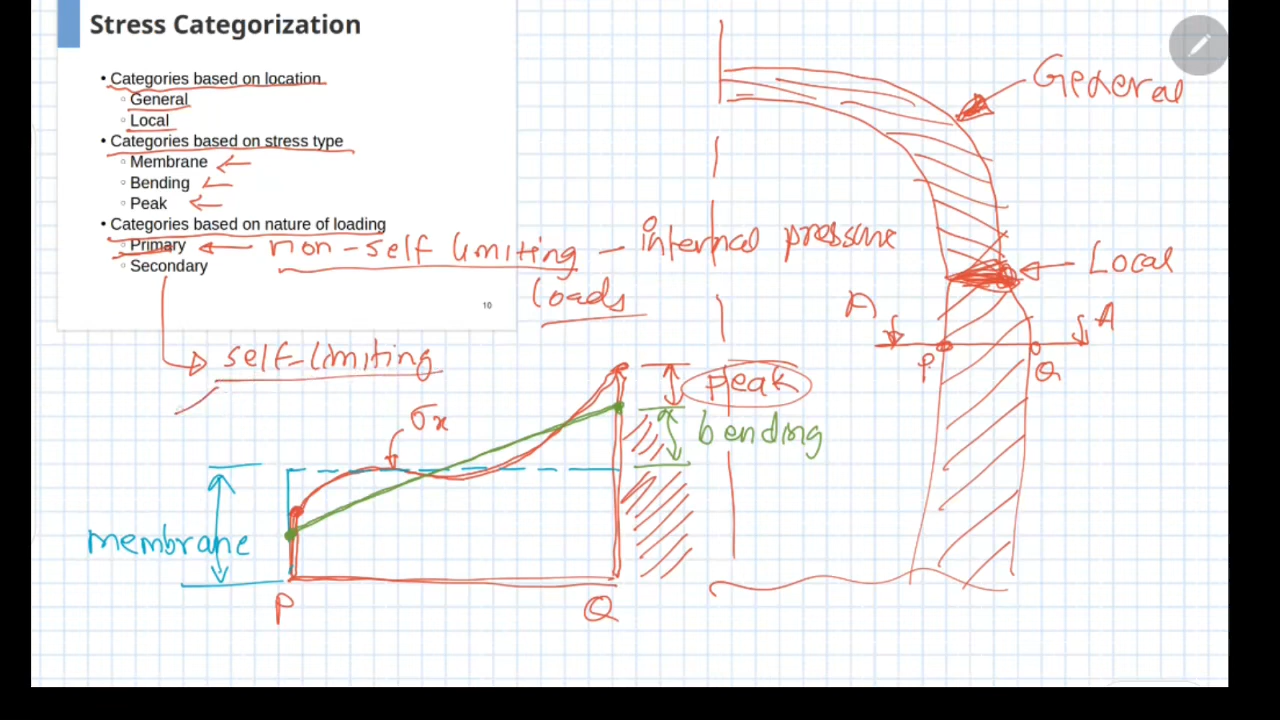 Stress Categorization
• Categories based on location
◦ General
◦ Local
• Categories based on stress type
◦ Membrane
◦ Bending
◦ Peak
• Categories based on nature of loading
◦ Primary
◦ Secondary
10
non-self limiting – internal pressure
loads
self-limiting
General
Local
A
A
P
Q
σx
peak
bending
membrane
P
Q